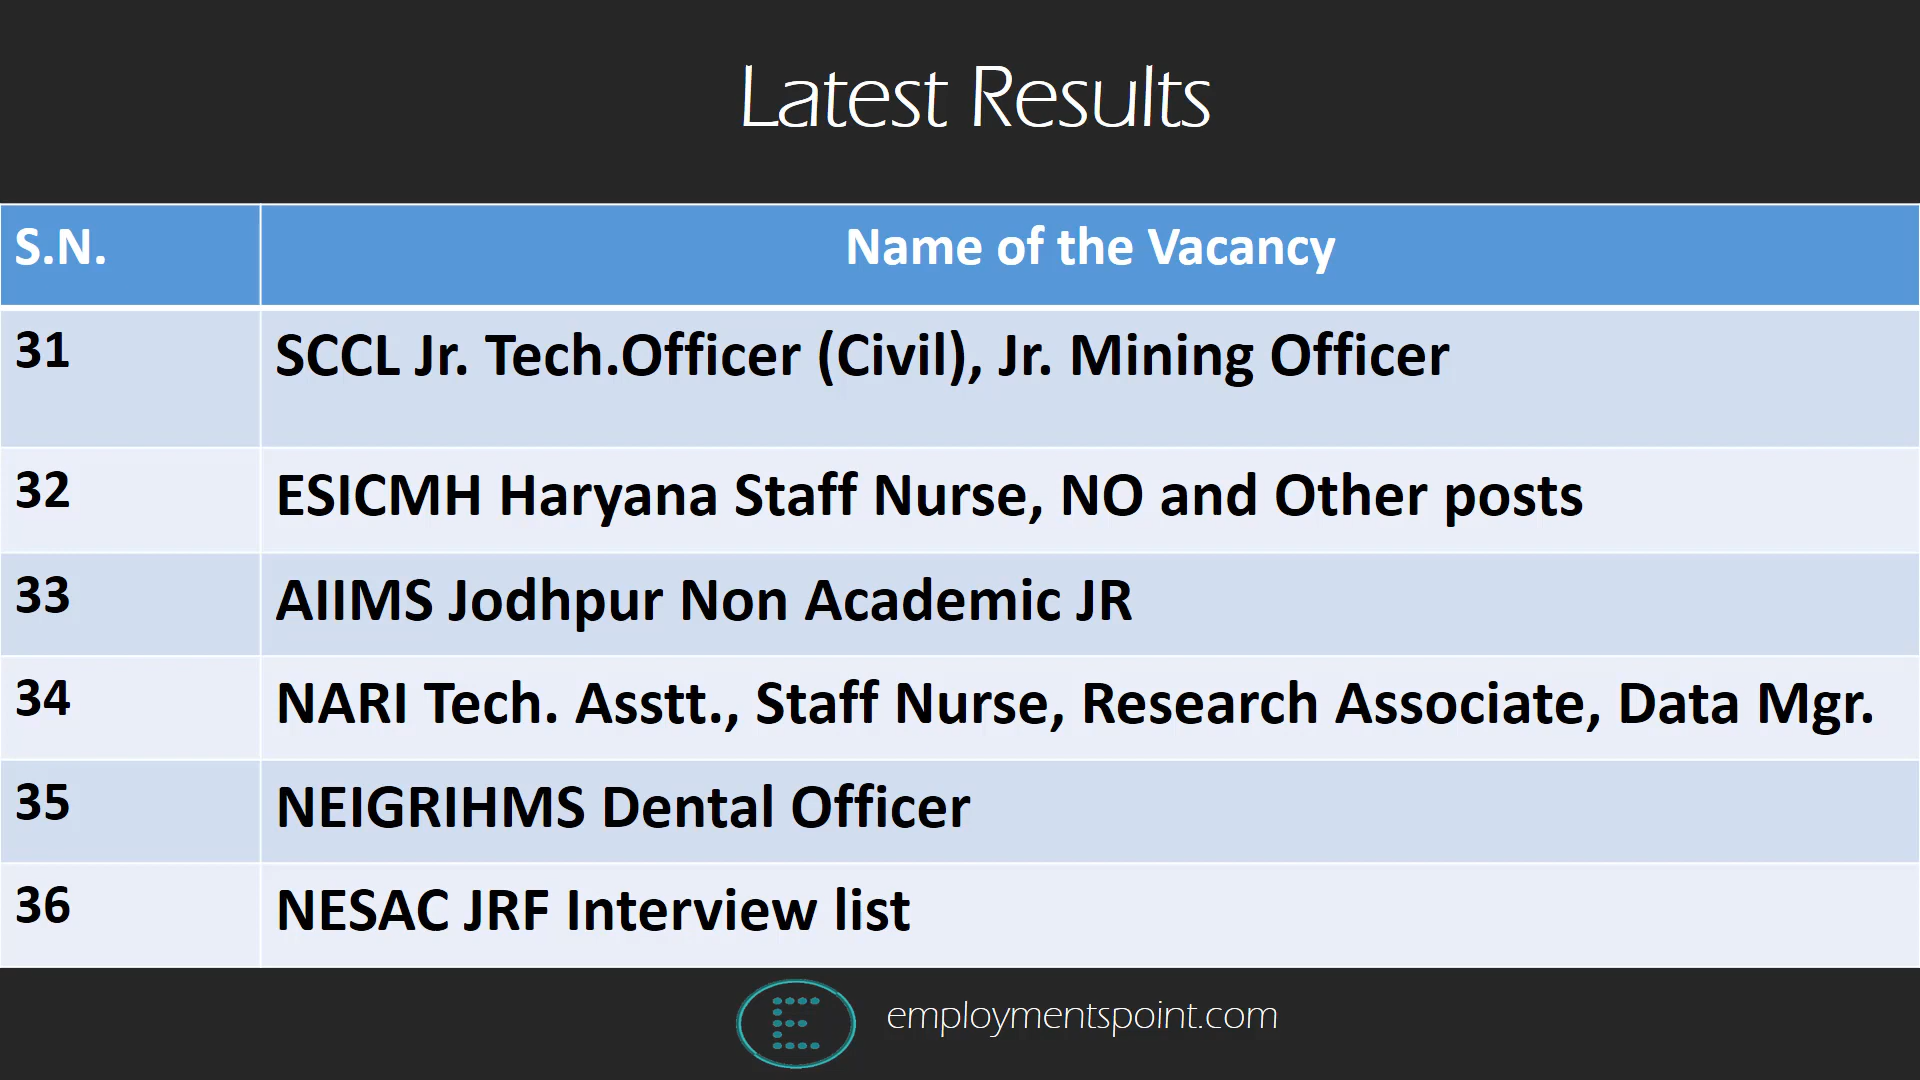 Latest Results
S.N. Name of the Vacancy
31 SCCL Jr. Tech.Officer (Civil), Jr. Mining Officer
32 ESICMH Haryana Staff Nurse, NO and Other posts
33 AIIMS Jodhpur Non Academic JR
34 NARI Tech. Asstt., Staff Nurse, Research Associate, Data Mgr.
35 NEIGRIHMS Dental Officer
36 NESAC JRF Interview list
E employmentspoint.com